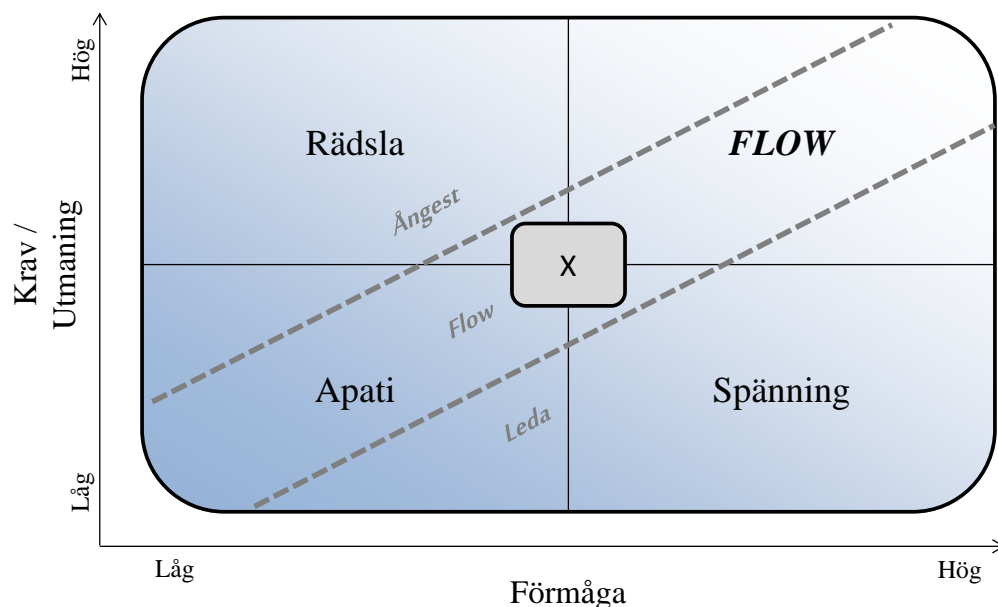 Hög
Rädsla
FLOW
Ångest
Krav /
Utmaning
X
Flow
Apati
Spänning
Leda
Låg
Låg
Hög
Förmåga